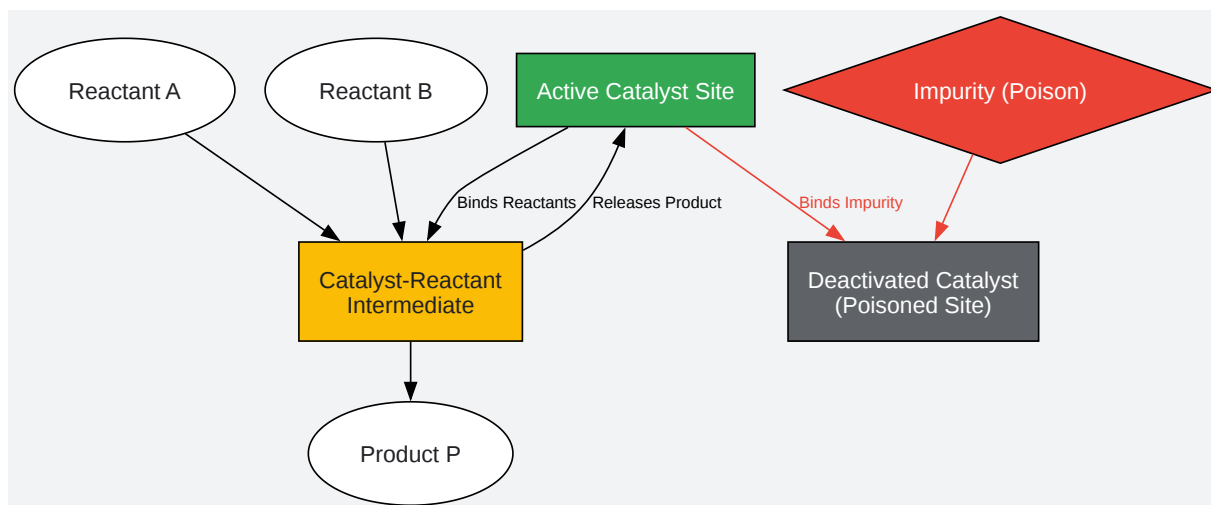 Reactant A
Reactant B
Active Catalyst Site
Impurity (Poison)
Binds Reactants
Releases Product
Binds Impurity
Catalyst-Reactant
Intermediate
Deactivated Catalyst
(Poisoned Site)
Product P